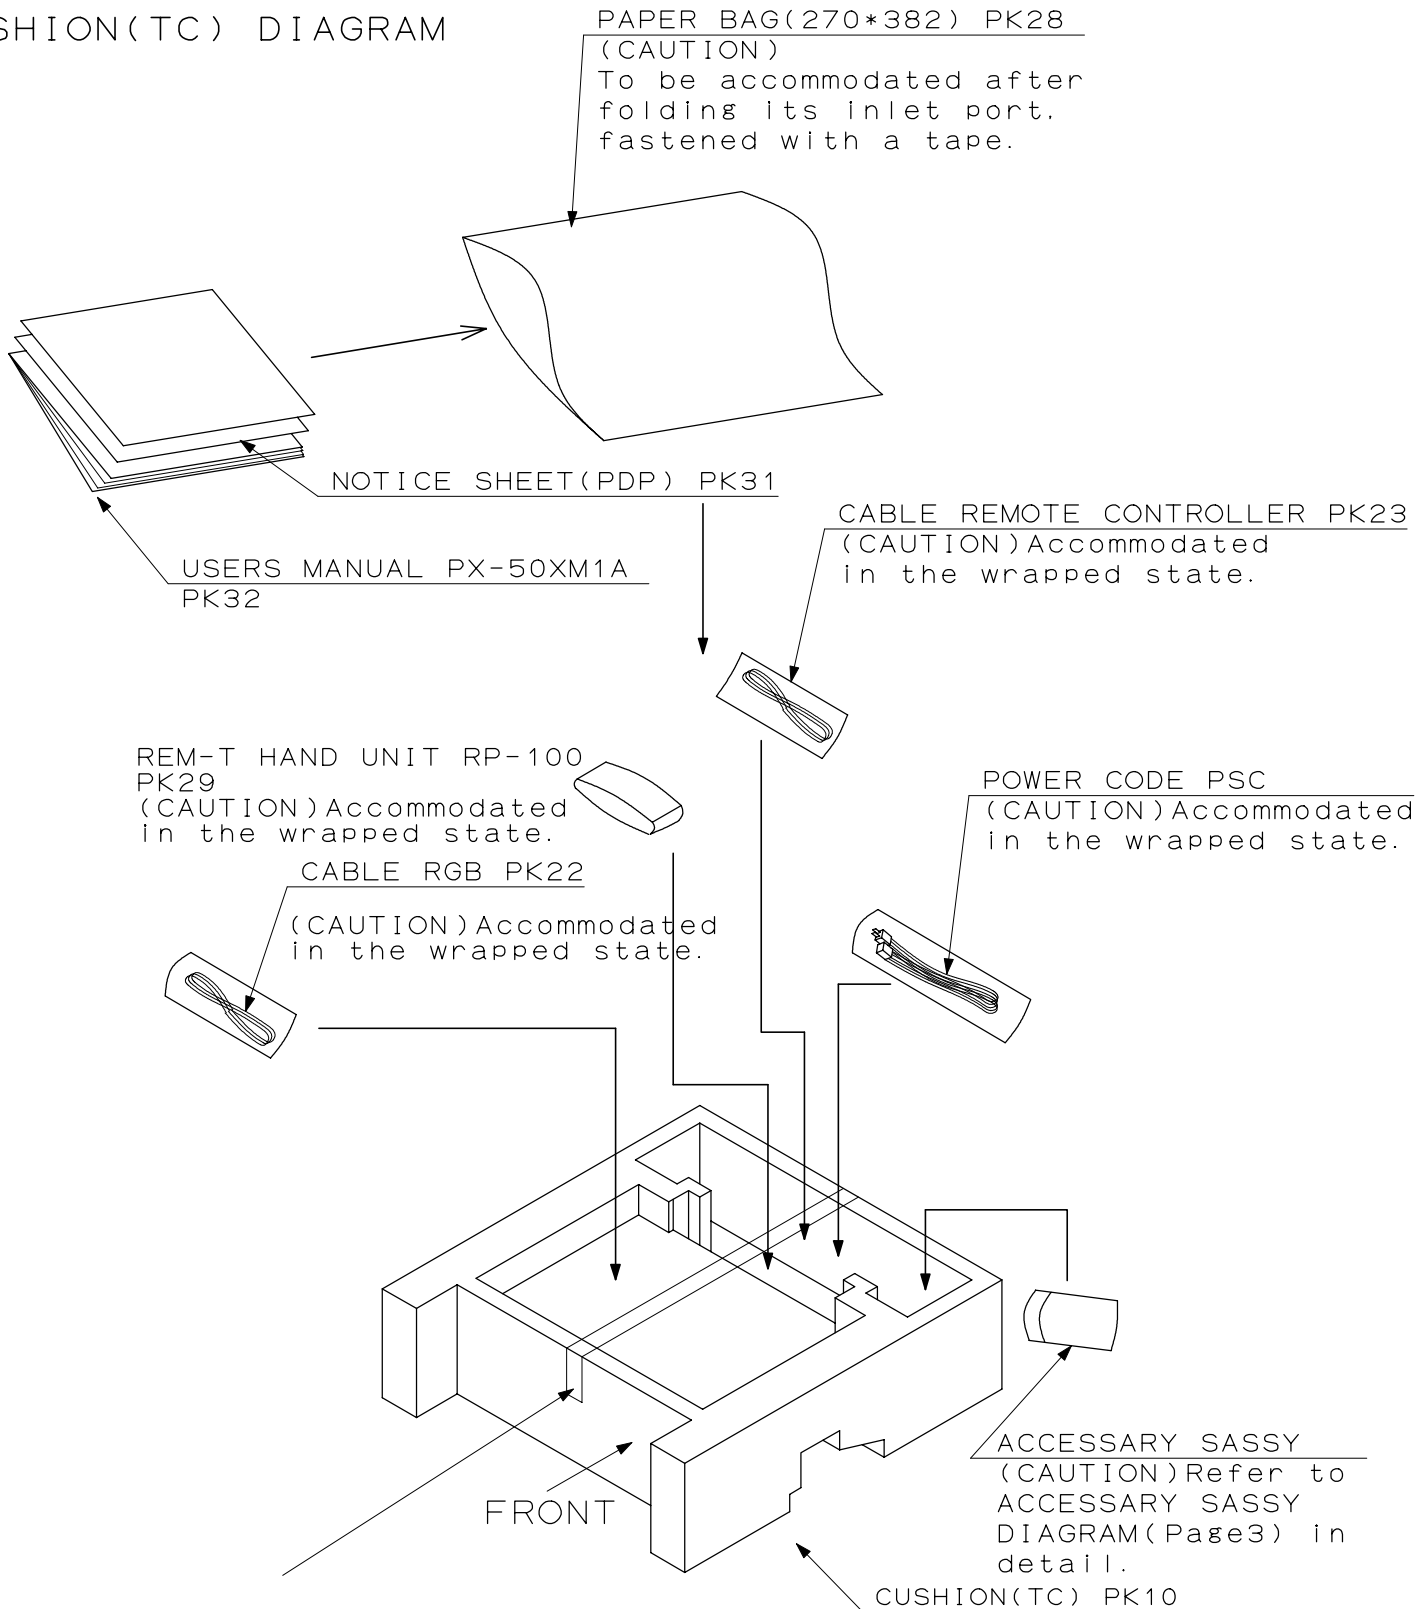 SHION(TC) DIAGRAM
PAPER BAG(270*382) PK28
(CAUTION)
To be accommodated after
folding its inlet port,
fastened with a tape.
NOTICE SHEET(PDP) PK31
USERS MANUAL PX-50XM1A
PK32
CABLE REMOTE CONTROLLER PK23
(CAUTION)Accommodated
in the wrapped state.
REM-T HAND UNIT RP-100
PK29
(CAUTION)Accommodated
in the wrapped state.
POWER CODE PSC
(CAUTION)Accommodated
in the wrapped state.
CABLE RGB PK22
(CAUTION)Accommodated
in the wrapped state.
FRONT
ACCESSARY SASSY
(CAUTION)Refer to
ACCESSARY SASSY
DIAGRAM(Page3) in
detail.
CUSHION(TC) PK10